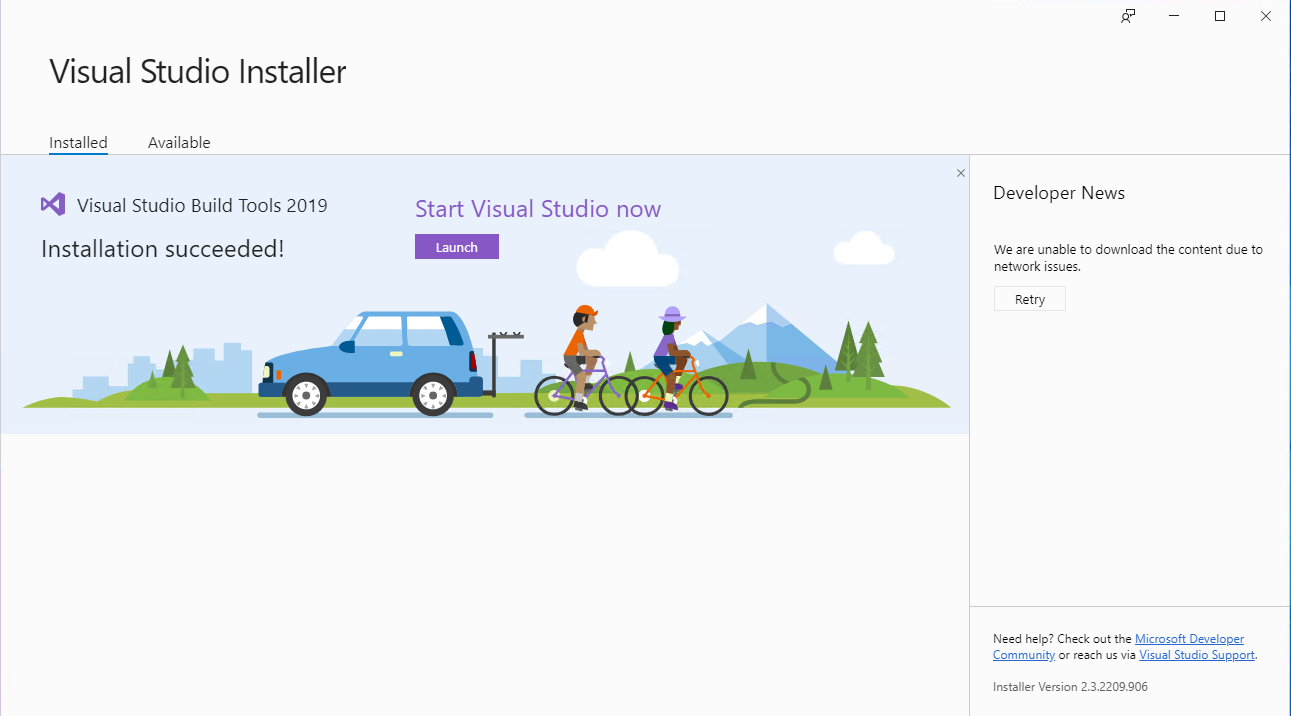 Visual Studio Installer
Installed
Available
Visual Studio Build Tools 2019
Installation succeeded!
Start Visual Studio now
Launch
Developer News
We are unable to download the content due to
network issues.
Retry
Need help? Check out the Microsoft Developer
Community or reach us via Visual Studio Support.
Installer Version 2.3.2209.906